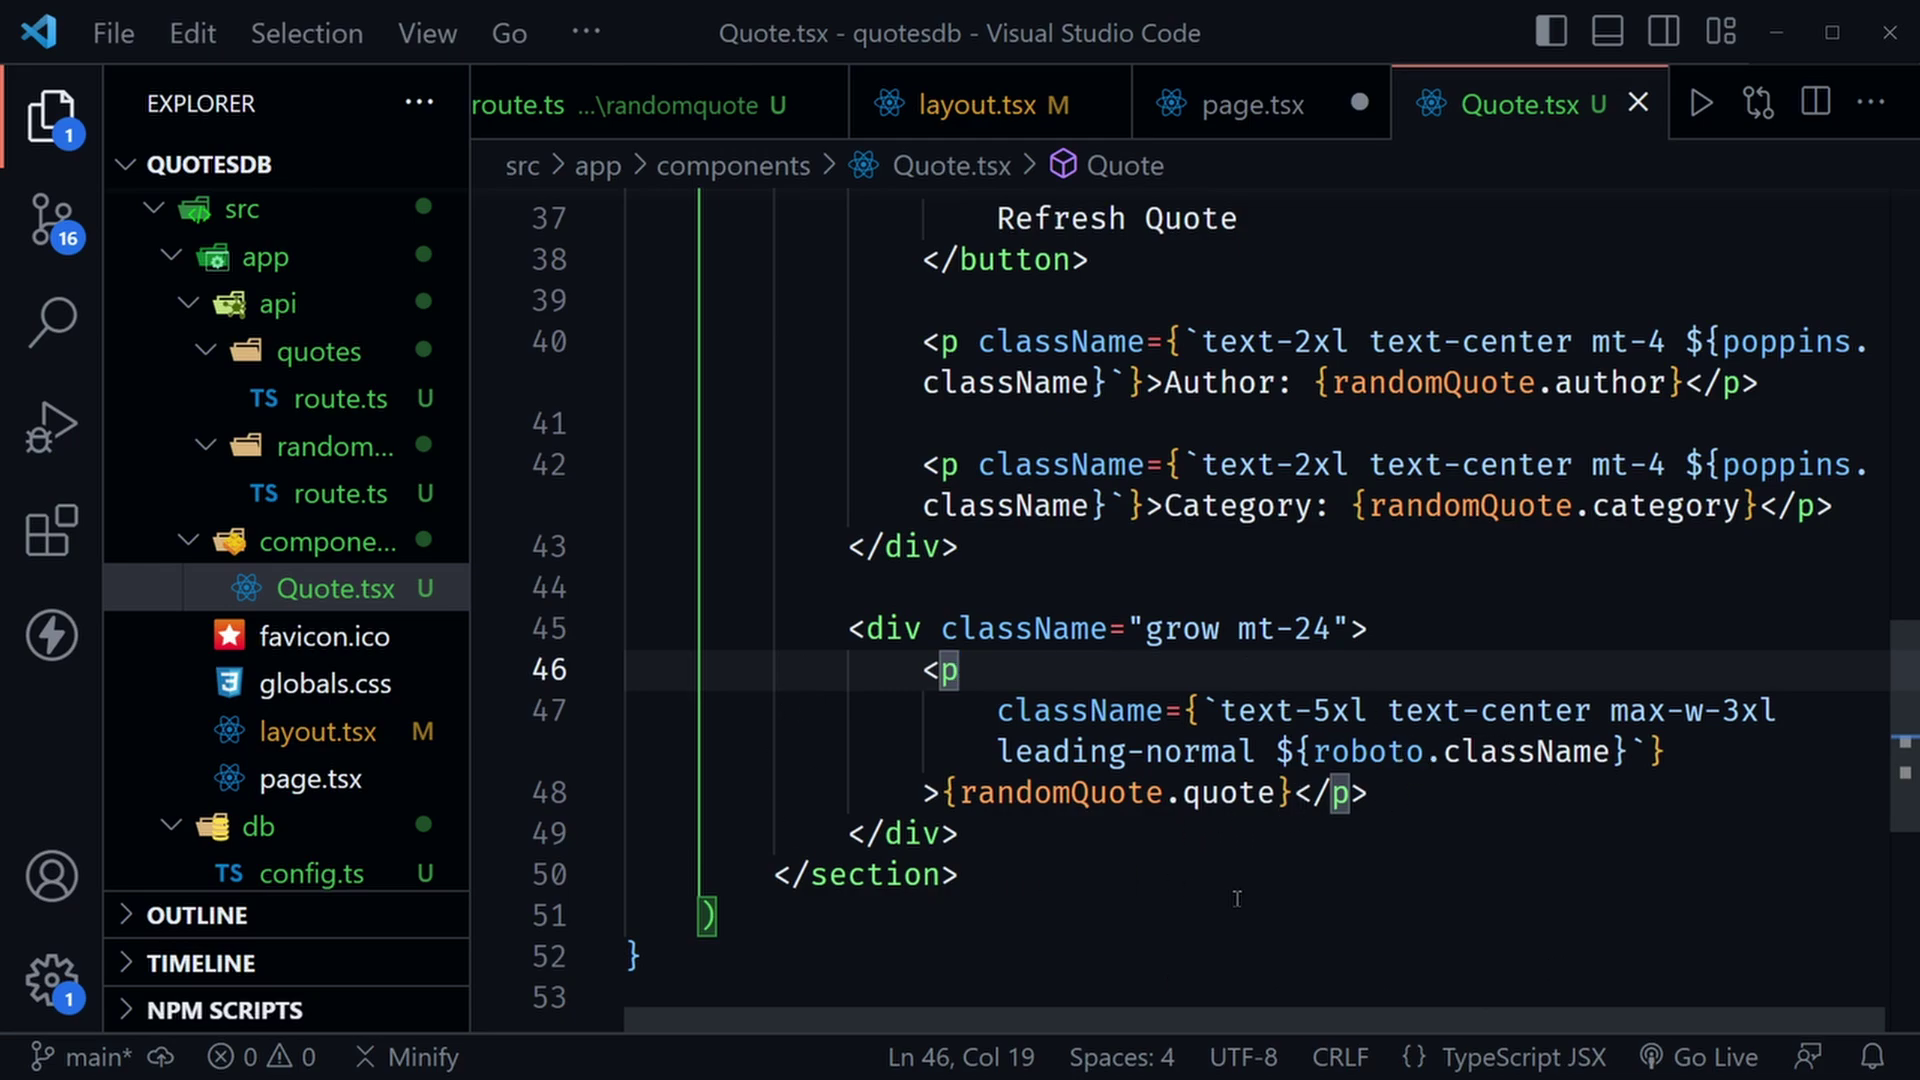 File Edit Selection View Go ···
Quote.tsx - quotesdb - Visual Studio Code
EXPLORER ···
route.ts ...\randomquote U
layout.tsx M
page.tsx
Quote.tsx U
QUOTESDB
src > app > components > Quote.tsx > Quote
src
app
api
quotes
TS route.ts U
random...
TS route.ts U
compone...
Quote.tsx U
favicon.ico
globals.css
layout.tsx M
page.tsx
db
TS config.ts U
OUTLINE
TIMELINE
NPM SCRIPTS
1
16
1
37 Refresh Quote
38 </button>
39
40 <p className={`text-2xl text-center mt-4 ${poppins.
className}`}>Author: {randomQuote.author}</p>
41
42 <p className={`text-2xl text-center mt-4 ${poppins.
className}`}>Category: {randomQuote.category}</p>
43 </div>
44
45 <div className="grow mt-24">
46 <p
47 className={`text-5xl text-center max-w-3xl
leading-normal ${roboto.className}`}
48 >{randomQuote.quote}</p>
49 </div>
50 </section>
51 )
52 }
53
main* 0 0 Minify Ln 46, Col 19 Spaces: 4 UTF-8 CRLF {} TypeScript JSX Go Live